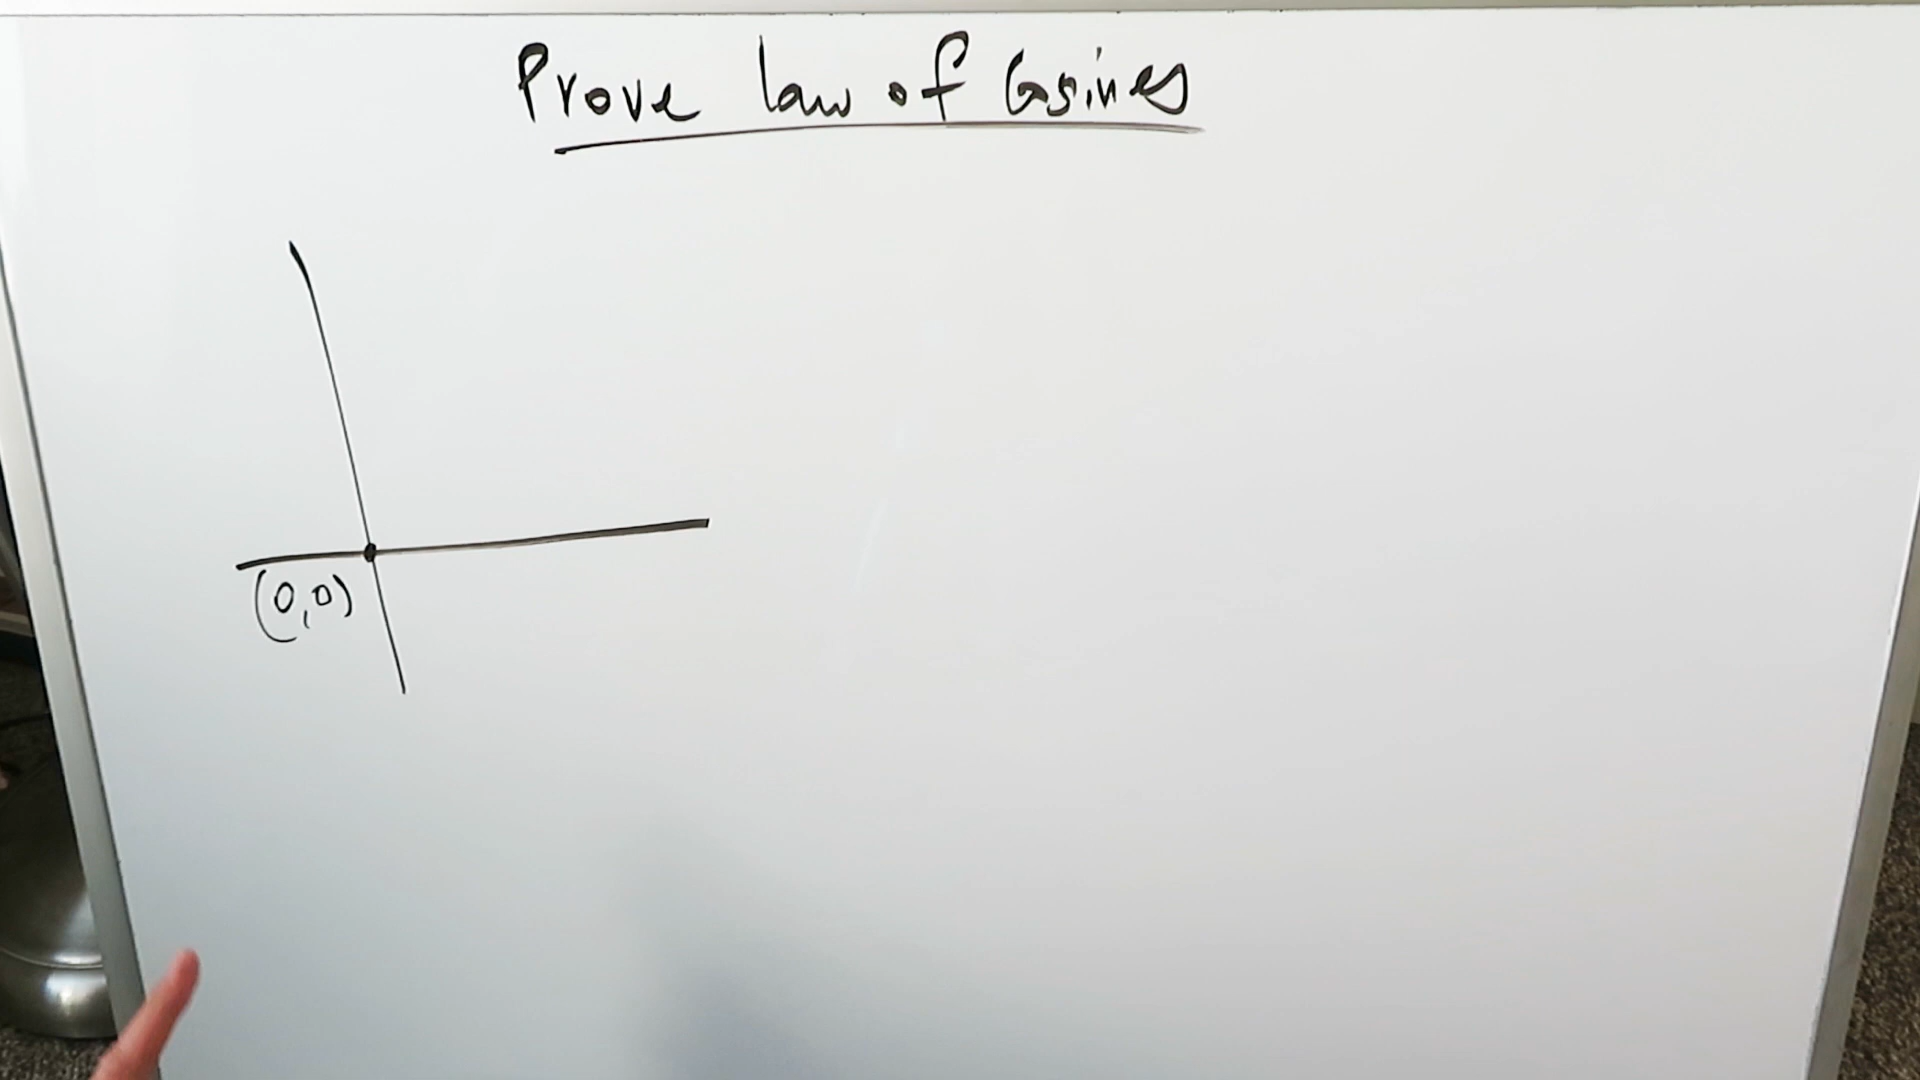 Prove law of Cosines
(0,0)